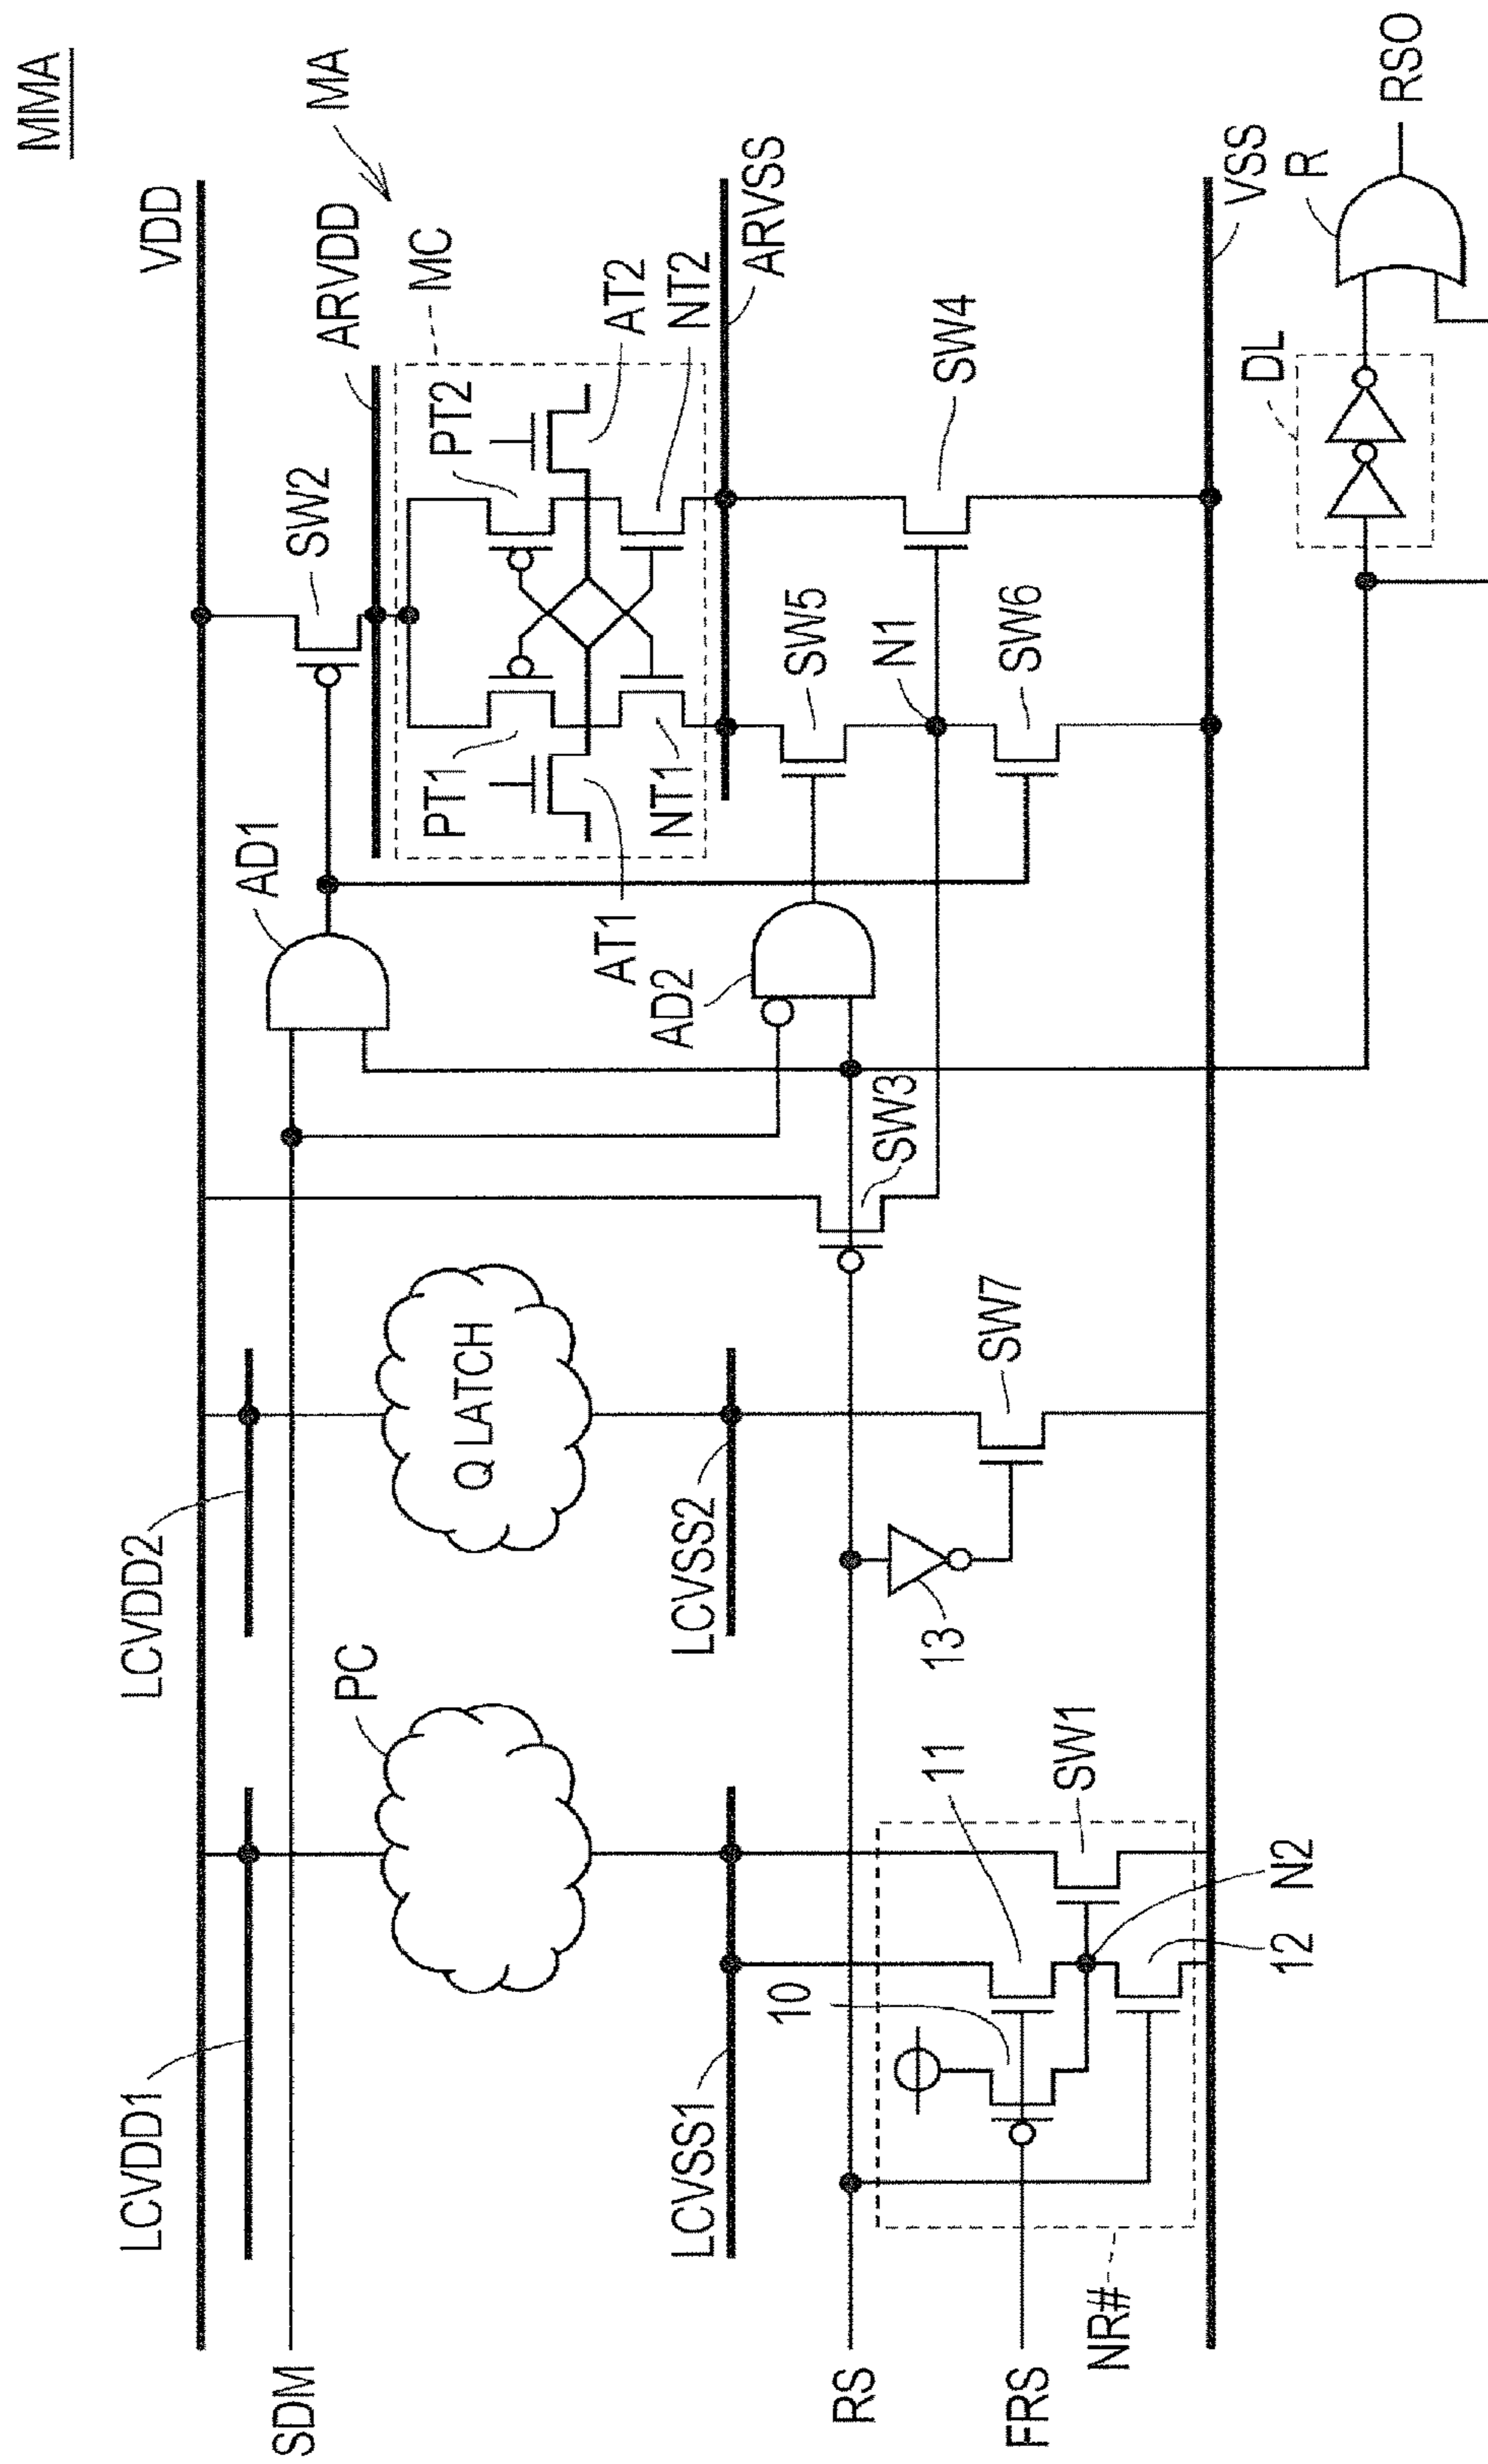 MMA
VDD
MA
ARVDD
SW2
MC
PT2
AT2
NT2
ARVSS
PT1
NT1
AT1
AD1
AD2
SW5
N1
SW4
SW6
SW3
VSS
R
RSO
DL
LCVDD2
Q LATCH
LCVSS2
SW7
13
PC
LCVDD1
LCVSS1
11
SW1
10
N2
12
NR#
SDM
RS
FRS